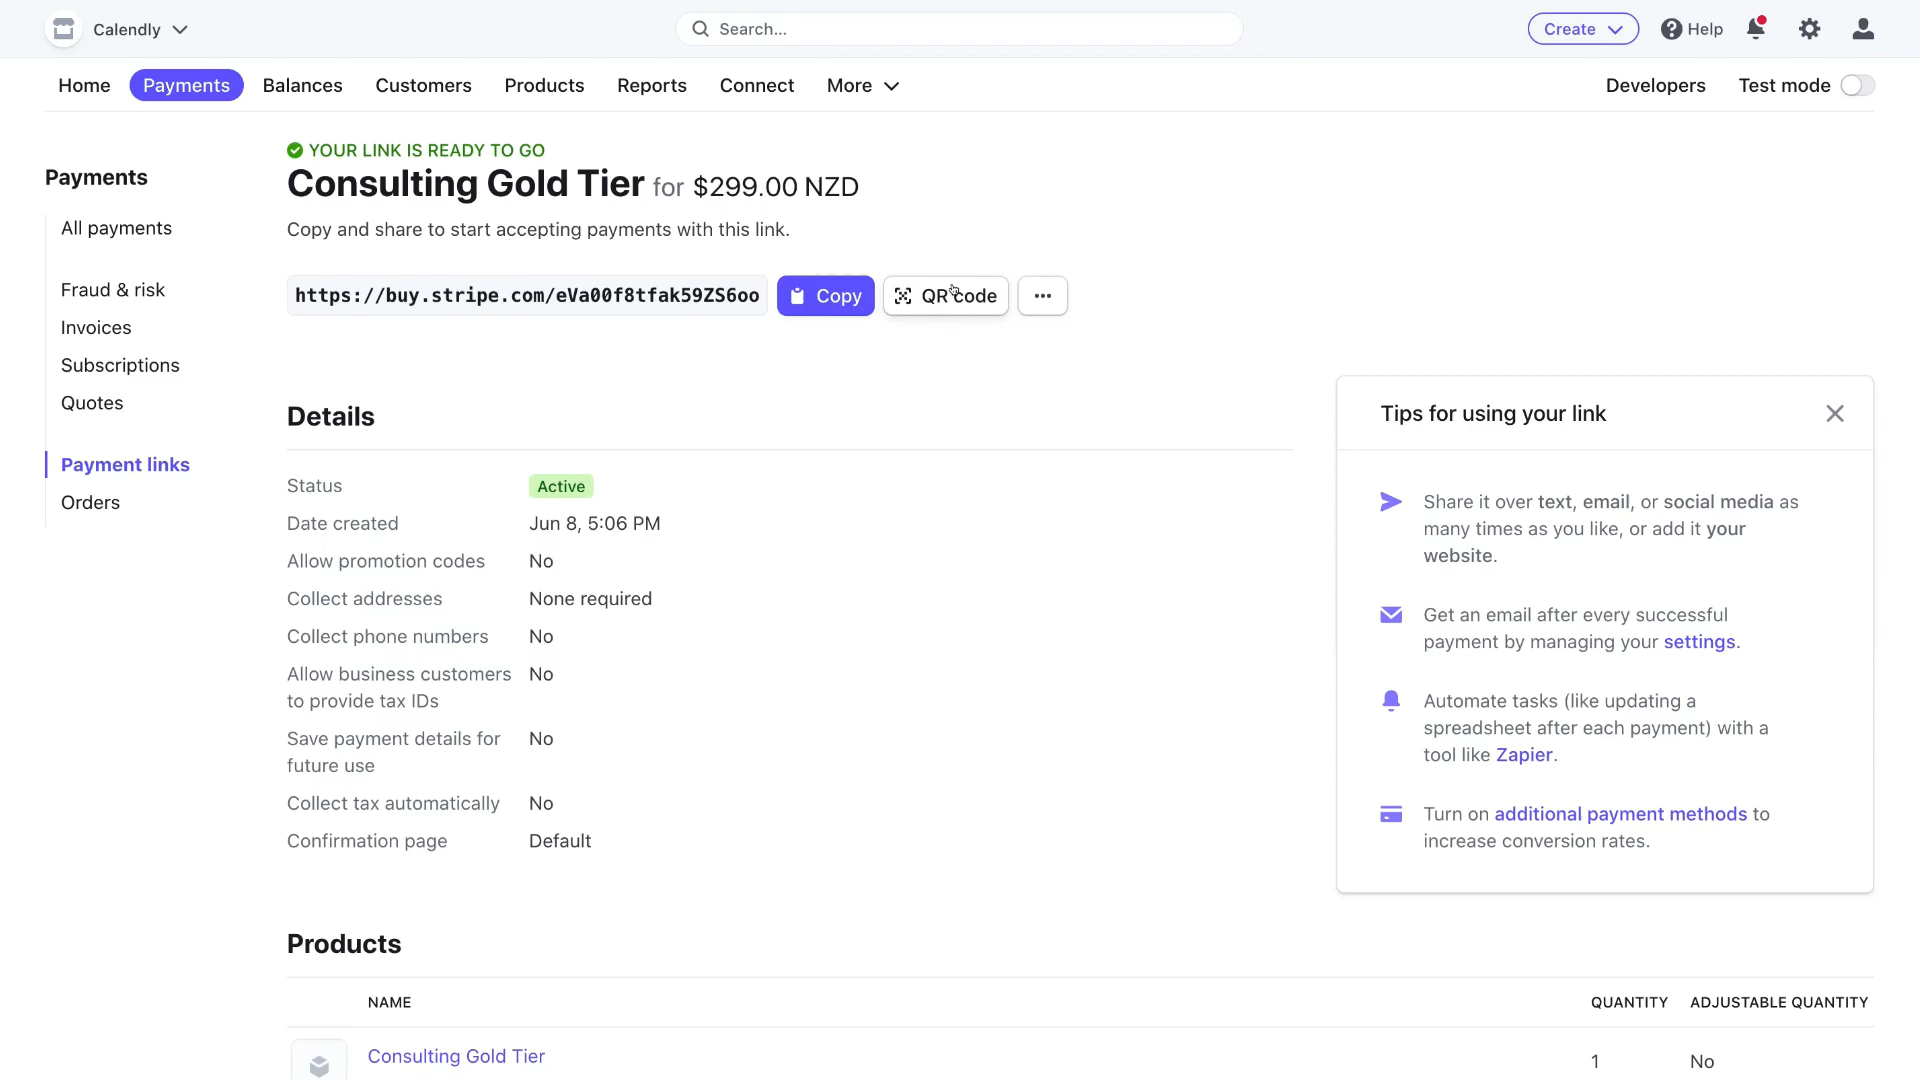 Calendly
Search...
Create
Help
Home
Payments
Balances
Customers
Products
Reports
Connect
More
Developers
Test mode
Payments
All payments
Fraud & risk
Invoices
Subscriptions
Quotes
Payment links
Orders
YOUR LINK IS READY TO GO
Consulting Gold Tier for $299.00 NZD
Copy and share to start accepting payments with this link.
https://buy.stripe.com/eVa00f8tfak59ZS6oo
Copy
QR code
Details
Status Active
Date created Jun 8, 5:06 PM
Allow promotion codes No
Collect addresses None required
Collect phone numbers No
Allow business customers No
to provide tax IDs
Save payment details for No
future use
Collect tax automatically No
Confirmation page Default
Tips for using your link
Share it over text, email, or social media as
many times as you like, or add it your
website.
Get an email after every successful
payment by managing your settings.
Automate tasks (like updating a
spreadsheet after each payment) with a
tool like Zapier.
Turn on additional payment methods to
increase conversion rates.
Products
NAME QUANTITY ADJUSTABLE QUANTITY
Consulting Gold Tier 1 No